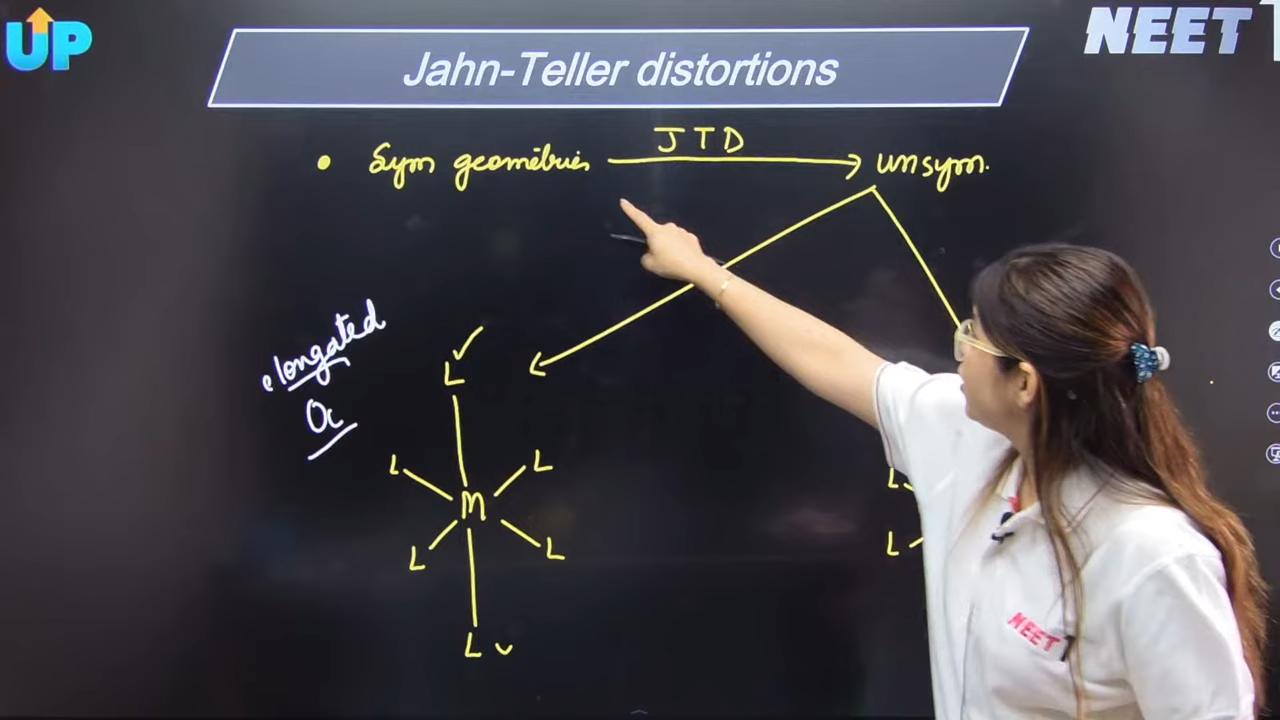 UP
NEET
Jahn-Teller distortions
• Sym geometries JTD unsym.
elongated
Oc
L
L L
M
L L
L
L
L
NEET